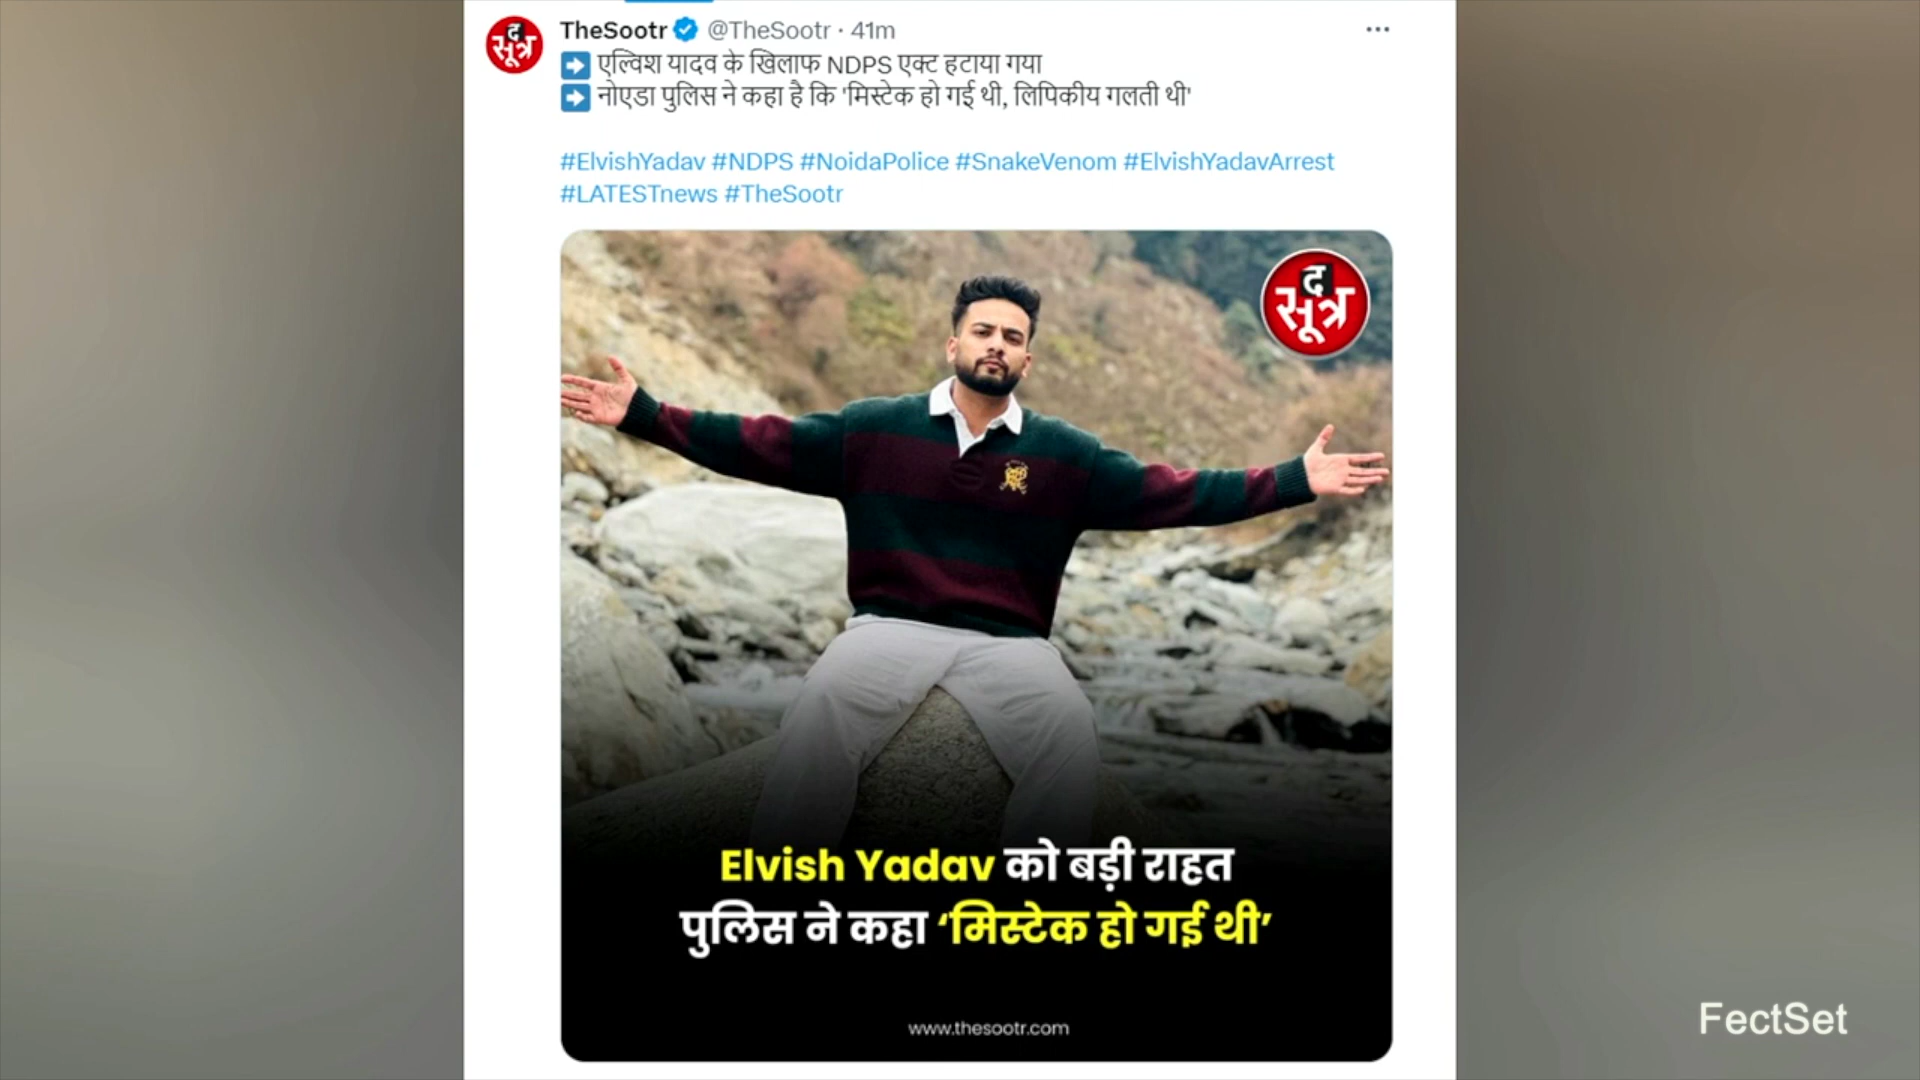 द सूत्र
TheSootr @TheSootr · 41m
➡ एल्विश यादव के खिलाफ NDPS एक्ट हटाया गया
➡ नोएडा पुलिस ने कहा है कि 'मिस्टेक हो गई थी, लिपिकीय गलती थी'
#ElvishYadav #NDPS #NoidaPolice #SnakeVenom #ElvishYadavArrest
#LATESTnews #TheSootr
द
सूत्र
Elvish Yadav को बड़ी राहत
पुलिस ने कहा ‘मिस्टेक हो गई थी’
www.thesootr.com
FectSet